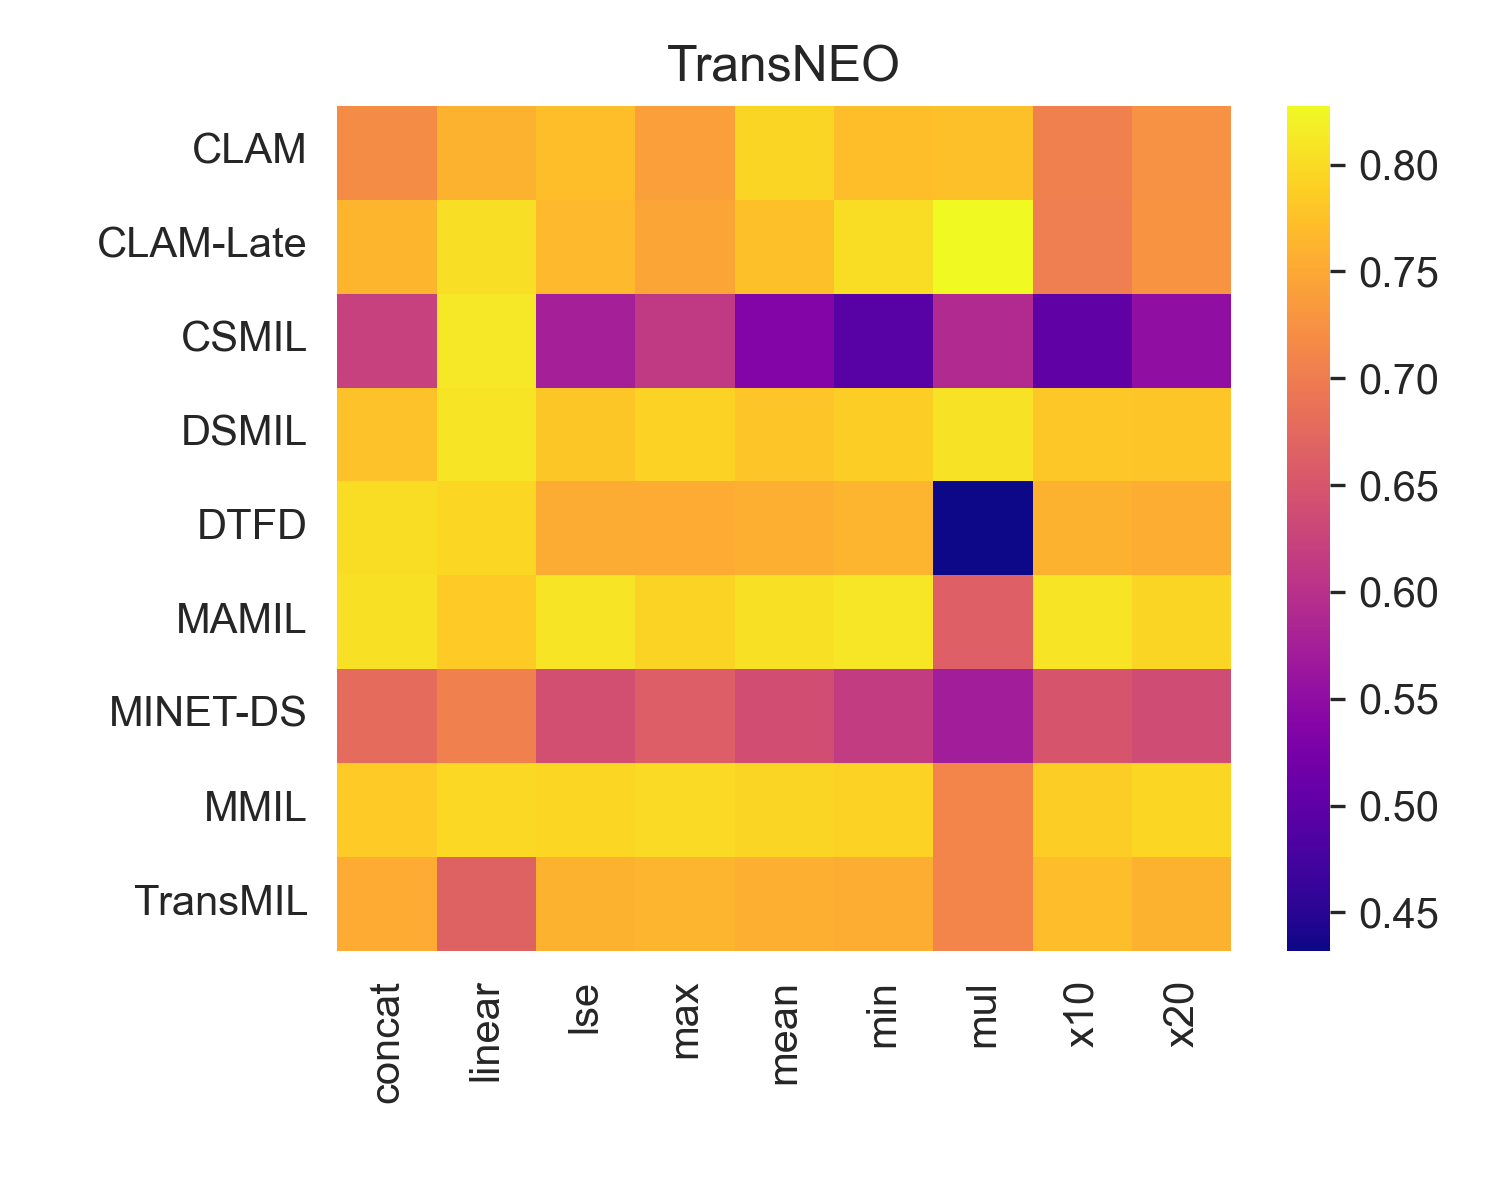 TransNEO
CLAM
CLAM-Late
CSMIL
DSMIL
DTFD
MAMIL
MINET-DS
MMIL
TransMIL
concat
linear
lse
max
mean
min
mul
x10
x20
0.80
0.75
0.70
0.65
0.60
0.55
0.50
0.45